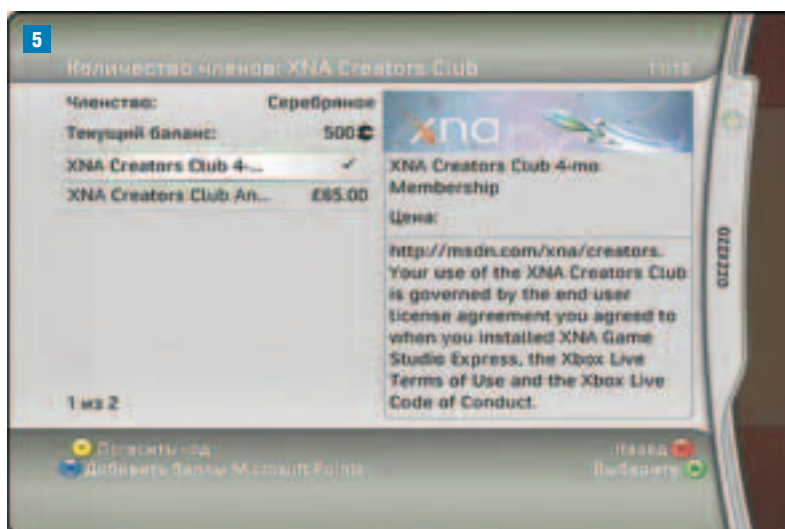 5
Количество членов: XNA Creators Club 11:18
Членство: Серебряное
Текущий баланс: 500
XNA Creators Club 4-... ✓
XNA Creators Club An... £65.00
1 из 2
xna
XNA Creators Club 4-mo
Membership
Цена:
http://msdn.com/xna/creators.
Your use of the XNA Creators Club
is governed by the end user
license agreement you agreed to
when you installed XNA Game
Studio Express, the Xbox Live
Terms of Use and the Xbox Live
Code of Conduct.
ozzzzo
Погасить код
Добавить баллы Microsoft Points
Назад
Выберите